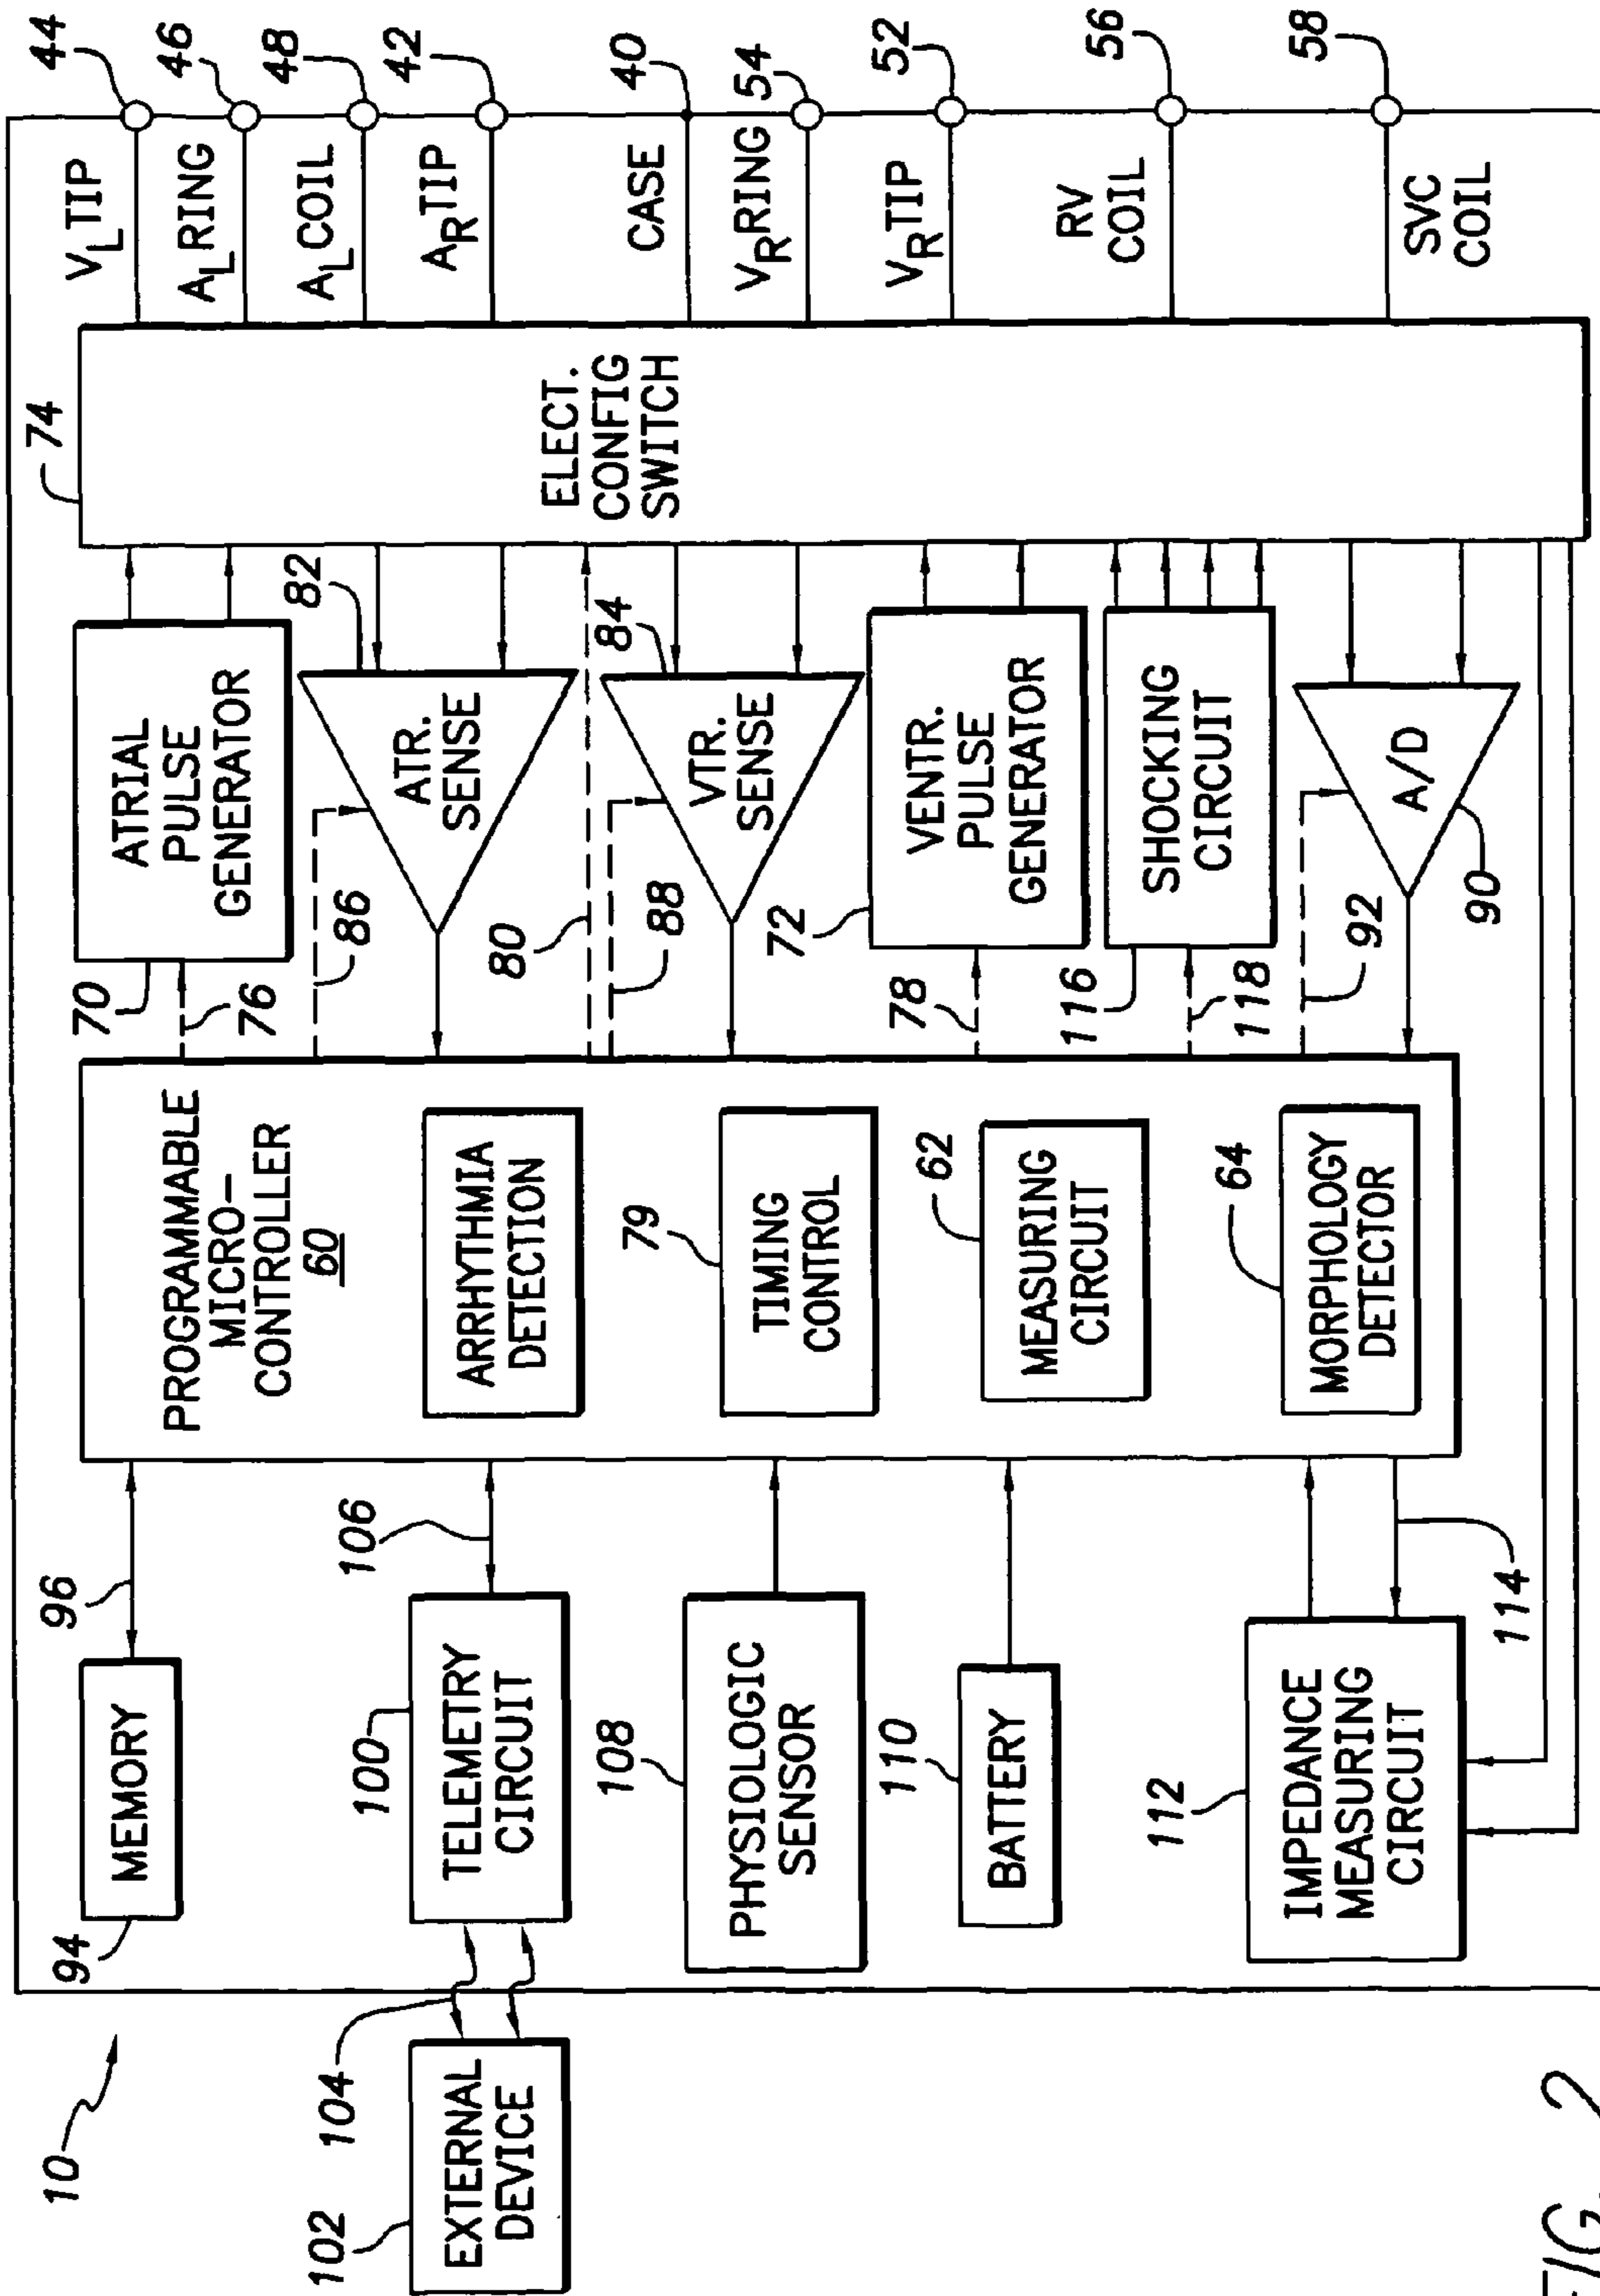 10
102
EXTERNAL
DEVICE
104
94
MEMORY
96
100
TELEMETRY
CIRCUIT
106
108
PHYSIOLOGIC
SENSOR
110
BATTERY
112
IMPEDANCE
MEASURING
CIRCUIT
114
PROGRAMMABLE
MICRO–
CONTROLLER
60
ARRHYTHMIA
DETECTION
79
TIMING
CONTROL
62
MEASURING
CIRCUIT
64
MORPHOLOGY
DETECTOR
70
76
ATRIAL
PULSE
GENERATOR
86
82
ATR.
SENSE
80
88
84
VTR.
SENSE
78
72
VENTR.
PULSE
GENERATOR
116
118
SHOCKING
CIRCUIT
92
A/D
90
74
ELECT.
CONFIG
SWITCH
VL TIP
44
AL RING
46
AL COIL
48
AR TIP
42
CASE
40
VR RING
54
VR TIP
52
RV
COIL
56
SVC
COIL
58
FIG. 2